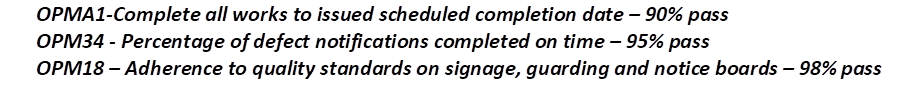 OPMA1-Complete all works to issued scheduled completion date – 90% pass
OPM34 - Percentage of defect notifications completed on time – 95% pass
OPM18 – Adherence to quality standards on signage, guarding and notice boards – 98% pass